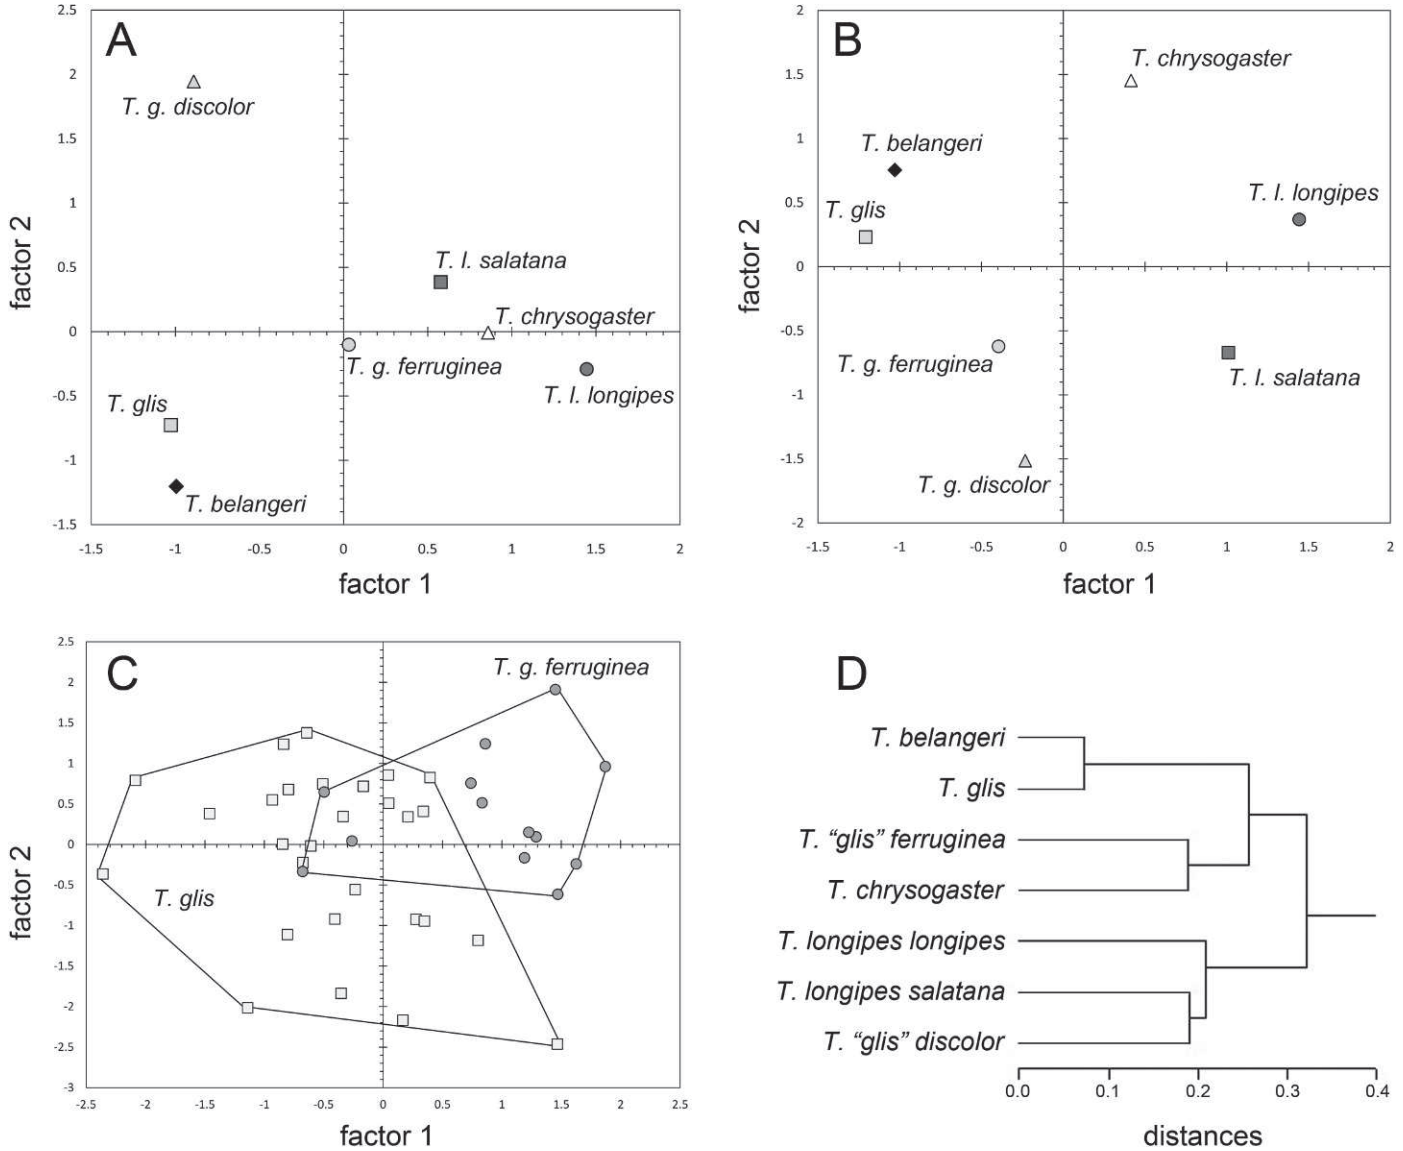 A
2.5
2
1.5
1
0.5
0
-0.5
-1
-1.5
-1.5 -1 -0.5 0 0.5 1 1.5 2
factor 2
factor 1
T. g. discolor
T. l. salatana
T. chrysogaster
T. g. ferruginea
T. l. longipes
T. glis
T. belangeri
B
2
1.5
1
0.5
0
-0.5
-1
-1.5
-2
-1.5 -1 -0.5 0 0.5 1 1.5 2
factor 2
factor 1
T. chrysogaster
T. belangeri
T. l. longipes
T. glis
T. g. ferruginea
T. l. salatana
T. g. discolor
C
2.5
2
1.5
1
0.5
0
-0.5
-1
-1.5
-2
-2.5
-3
-2.5 -2 -1.5 -1 -0.5 0 0.5 1 1.5 2 2.5
factor 2
factor 1
T. g. ferruginea
T. glis
D
T. belangeri
T. glis
T. “glis” ferruginea
T. chrysogaster
T. longipes longipes
T. longipes salatana
T. “glis” discolor
0.0 0.1 0.2 0.3 0.4
distances